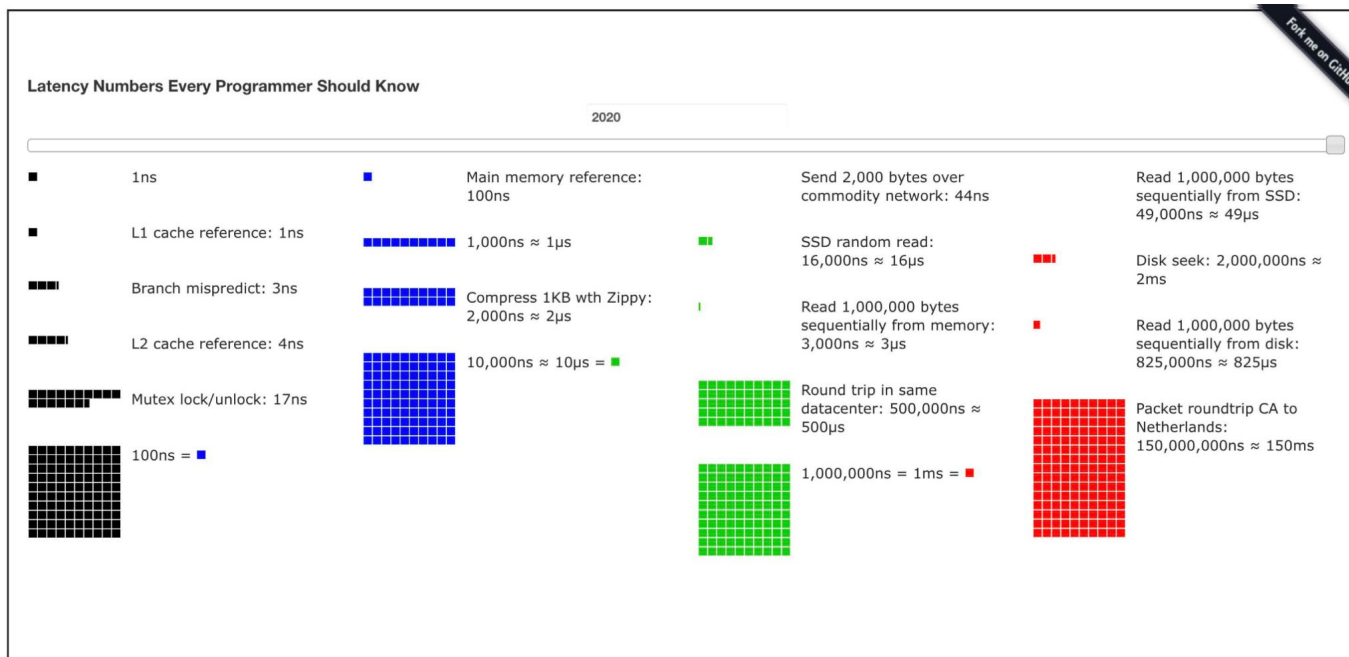 Fork me on GitHu
Latency Numbers Every Programmer Should Know
2020
1ns
L1 cache reference: 1ns
Branch mispredict: 3ns
L2 cache reference: 4ns
Mutex lock/unlock: 17ns
100ns =
Main memory reference:
100ns
1,000ns ≈ 1µs
Compress 1KB wth Zippy:
2,000ns ≈ 2µs
10,000ns ≈ 10µs =
Send 2,000 bytes over
commodity network: 44ns
SSD random read:
16,000ns ≈ 16µs
Read 1,000,000 bytes
sequentially from memory:
3,000ns ≈ 3µs
Round trip in same
datacenter: 500,000ns ≈
500µs
1,000,000ns = 1ms =
Read 1,000,000 bytes
sequentially from SSD:
49,000ns ≈ 49µs
Disk seek: 2,000,000ns ≈
2ms
Read 1,000,000 bytes
sequentially from disk:
825,000ns ≈ 825µs
Packet roundtrip CA to
Netherlands:
150,000,000ns ≈ 150ms